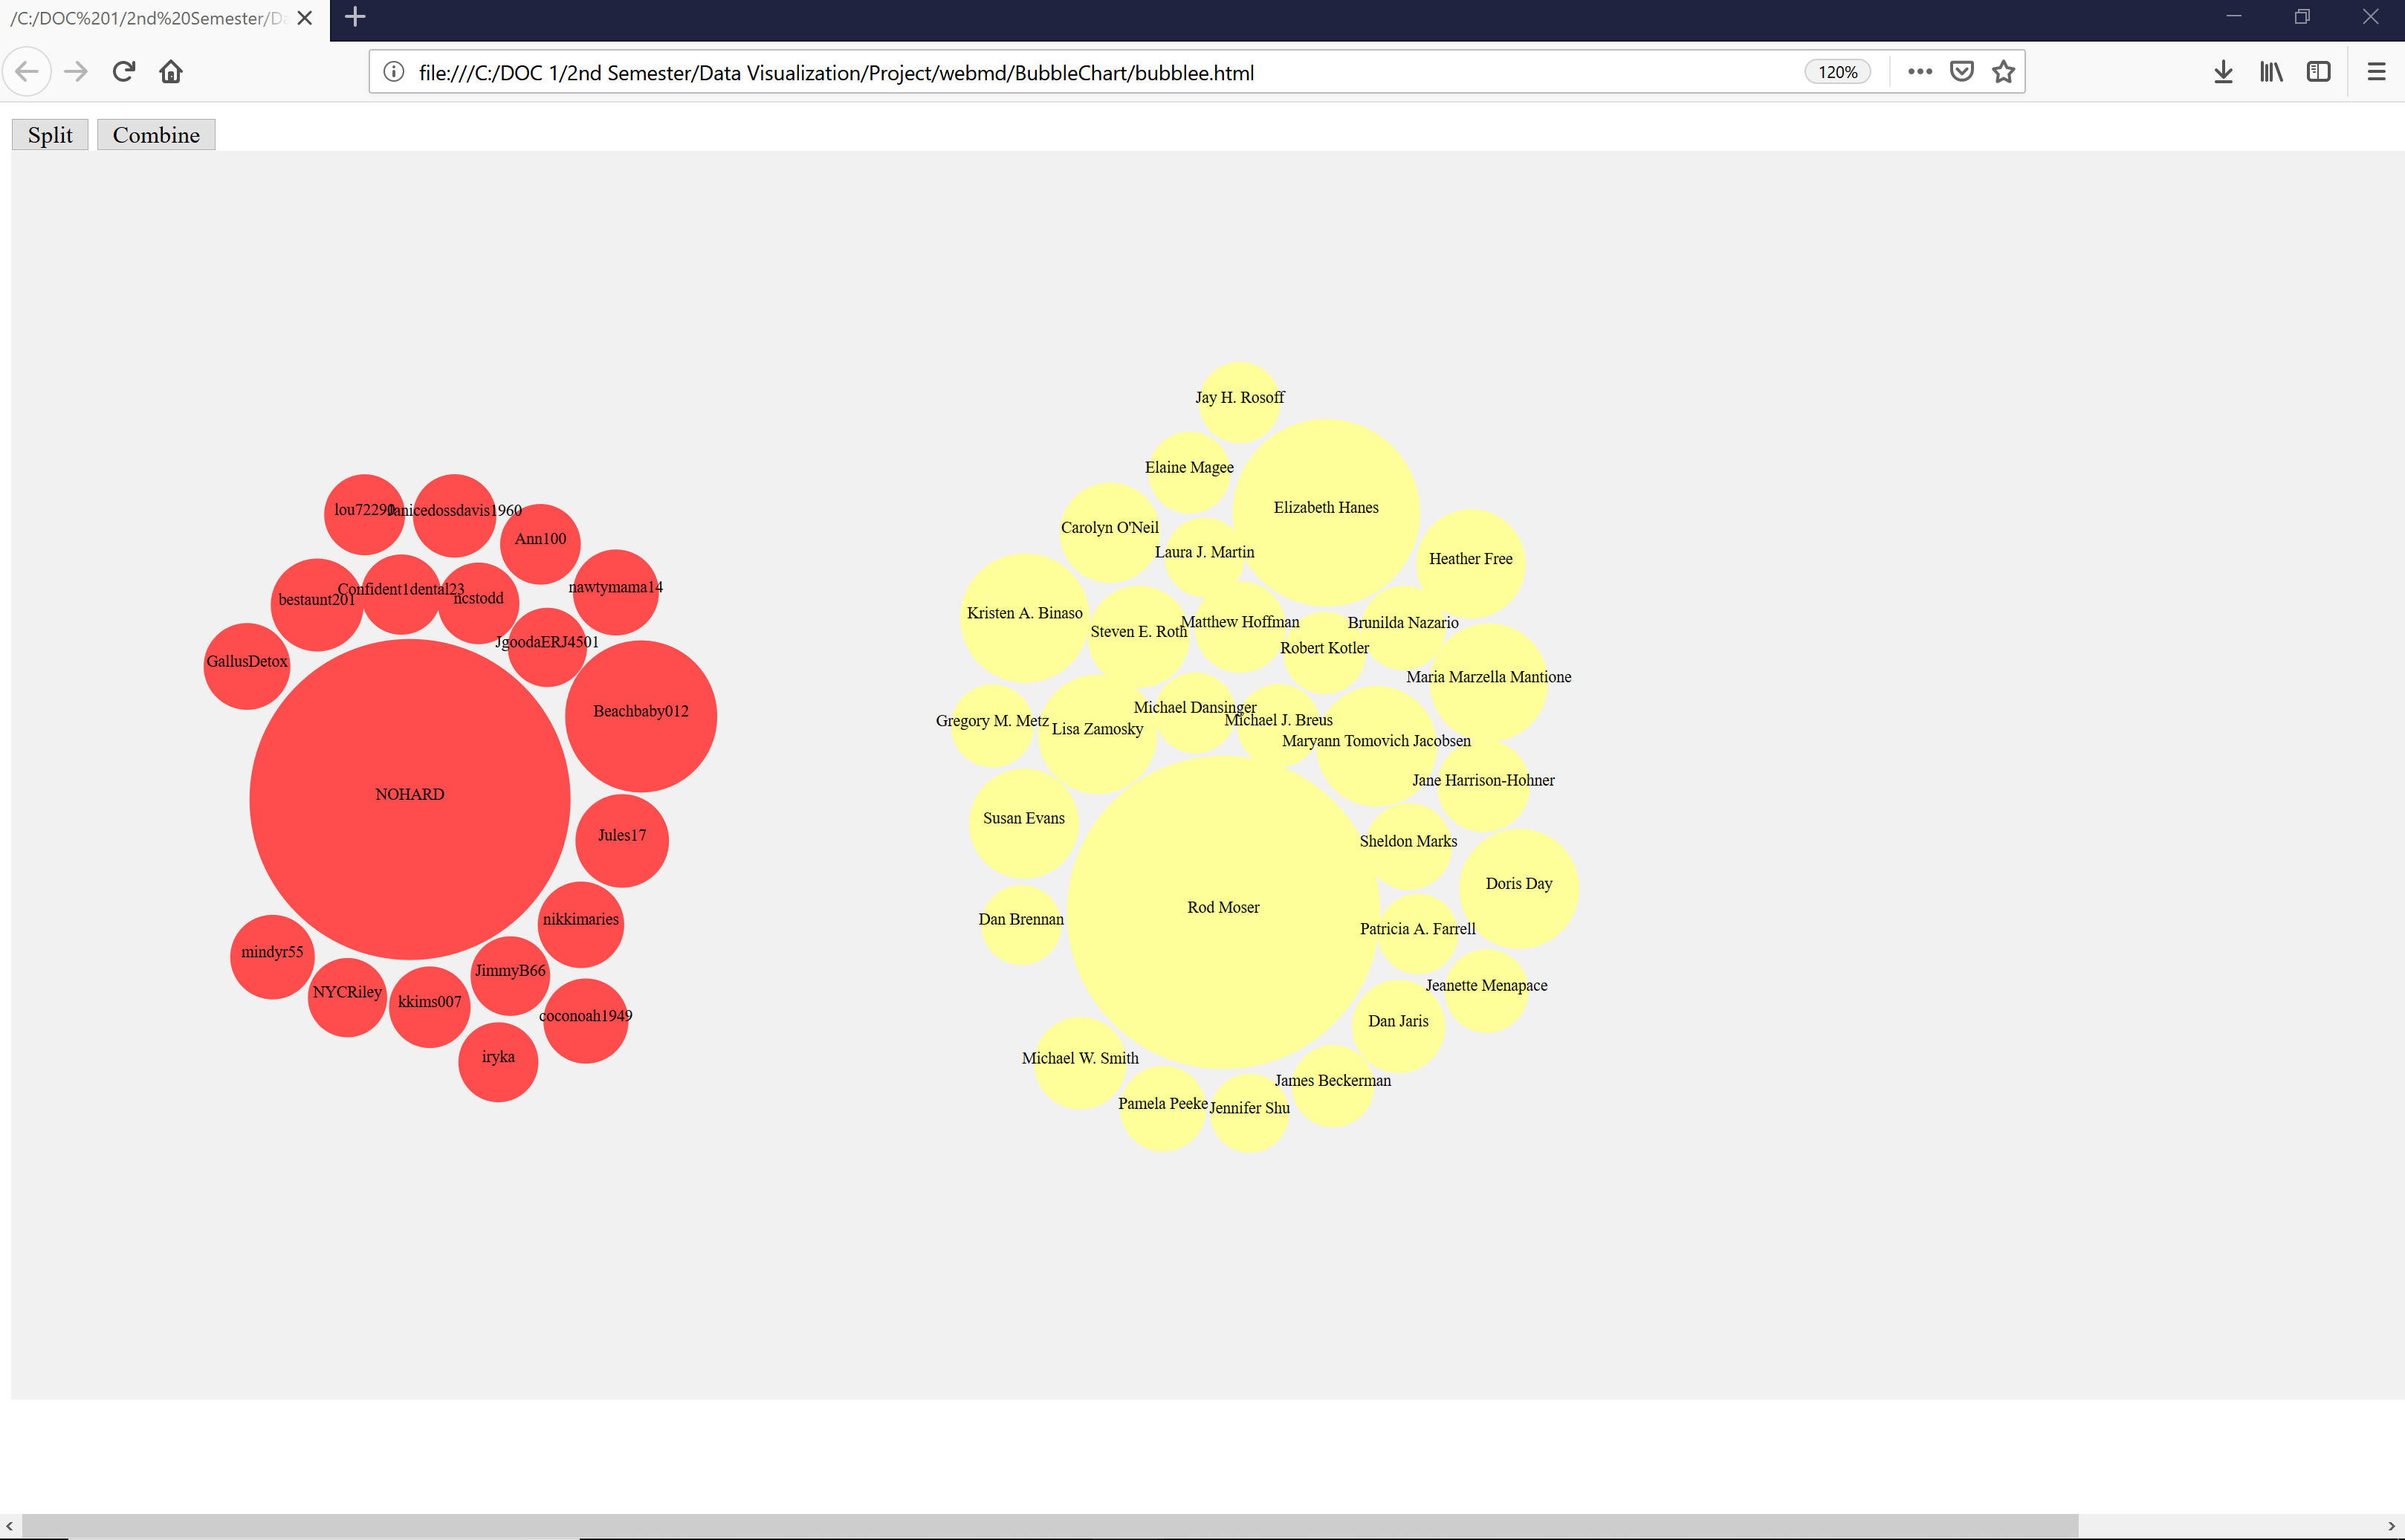 /C:/DOC%201/2nd%20Semester/Da
file:///C:/DOC 1/2nd Semester/Data Visualization/Project/webmd/BubbleChart/bubblee.html
120%
Split
Combine
lou72290
Janicedossdavis1960
Ann100
nawtymama14
bestaunt201
Confident1dental23
ncstodd
JgoodaERJ4501
GallusDetox
Beachbaby012
NOHARD
Jules17
nikkimaries
mindyr55
JimmyB66
NYCRiley
kkims007
coconoah1949
iryka
Jay H. Rosoff
Elaine Magee
Elizabeth Hanes
Carolyn O'Neil
Laura J. Martin
Heather Free
Kristen A. Binaso
Steven E. Roth
Matthew Hoffman
Brunilda Nazario
Robert Kotler
Maria Marzella Mantione
Gregory M. Metz
Lisa Zamosky
Michael Dansinger
Michael J. Breus
Maryann Tomovich Jacobsen
Jane Harrison-Hohner
Susan Evans
Sheldon Marks
Doris Day
Rod Moser
Dan Brennan
Patricia A. Farrell
Jeanette Menapace
Dan Jaris
Michael W. Smith
James Beckerman
Pamela Peeke
Jennifer Shu